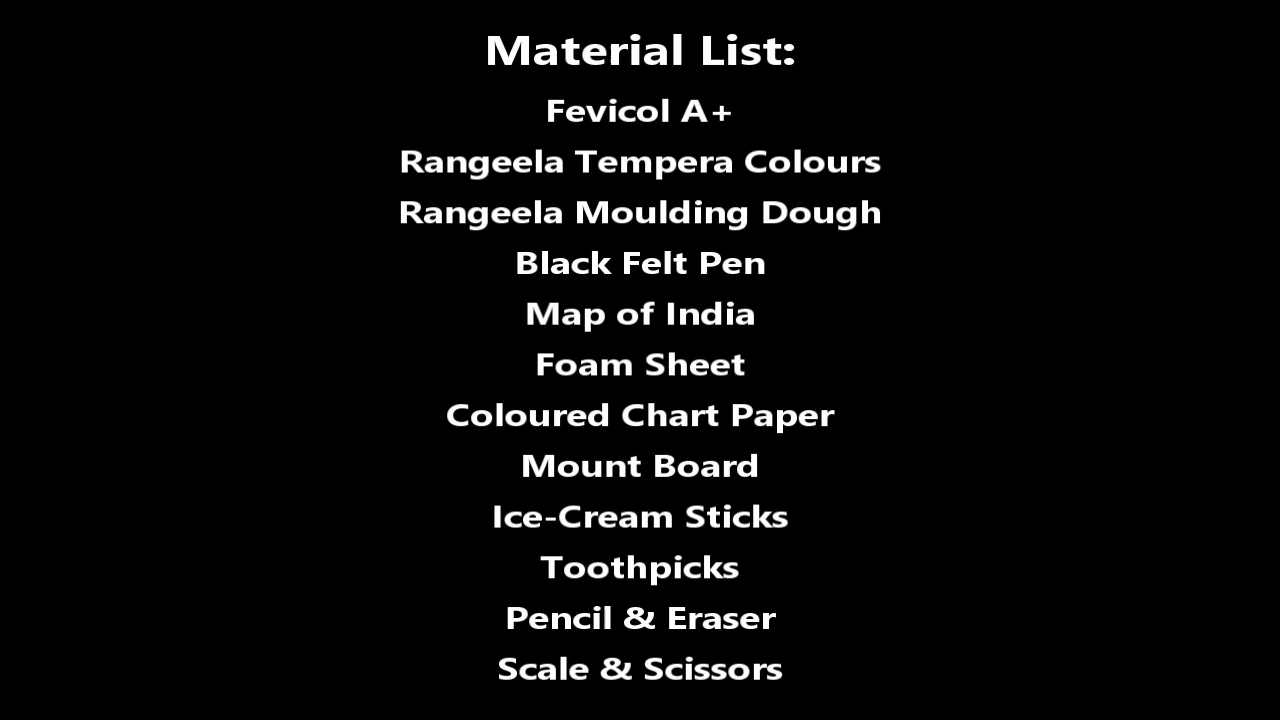 Material List:
Fevicol A+
Rangeela Tempera Colours
Rangeela Moulding Dough
Black Felt Pen
Map of India
Foam Sheet
Coloured Chart Paper
Mount Board
Ice-Cream Sticks
Toothpicks
Pencil & Eraser
Scale & Scissors